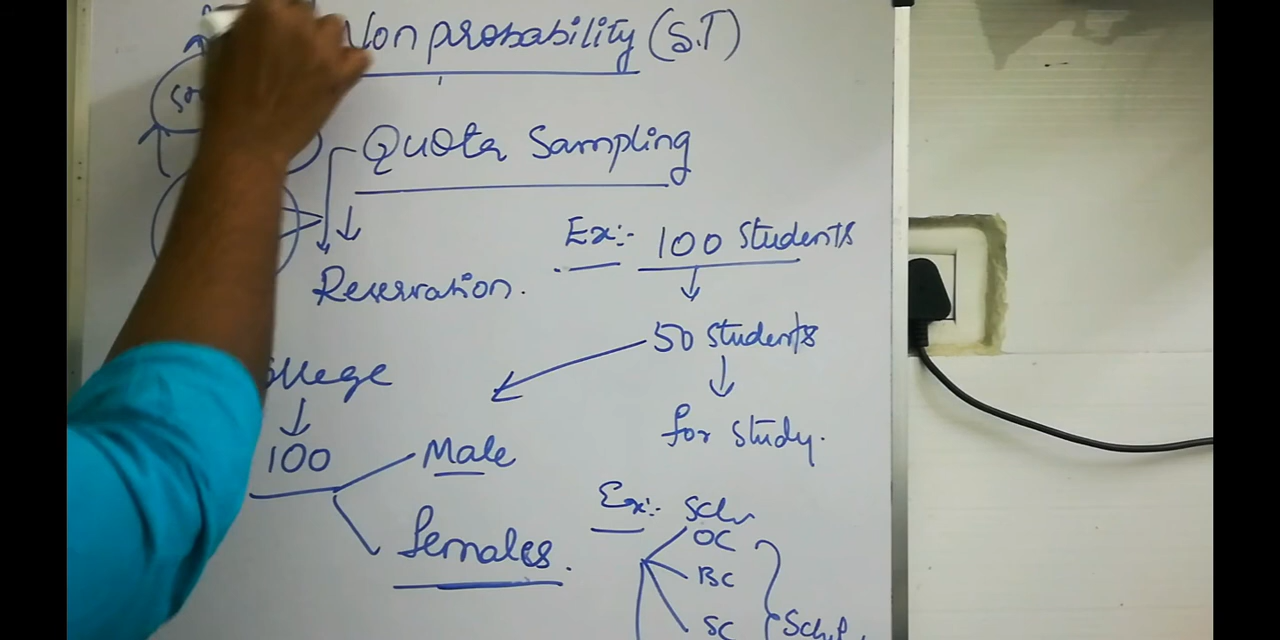 Non probability (S.T)
Quota Sampling
Ex:- 100 Students
Reservation.
50 Students
for Study.
100
Male
Females.
Ex:-
OC
BC
SC